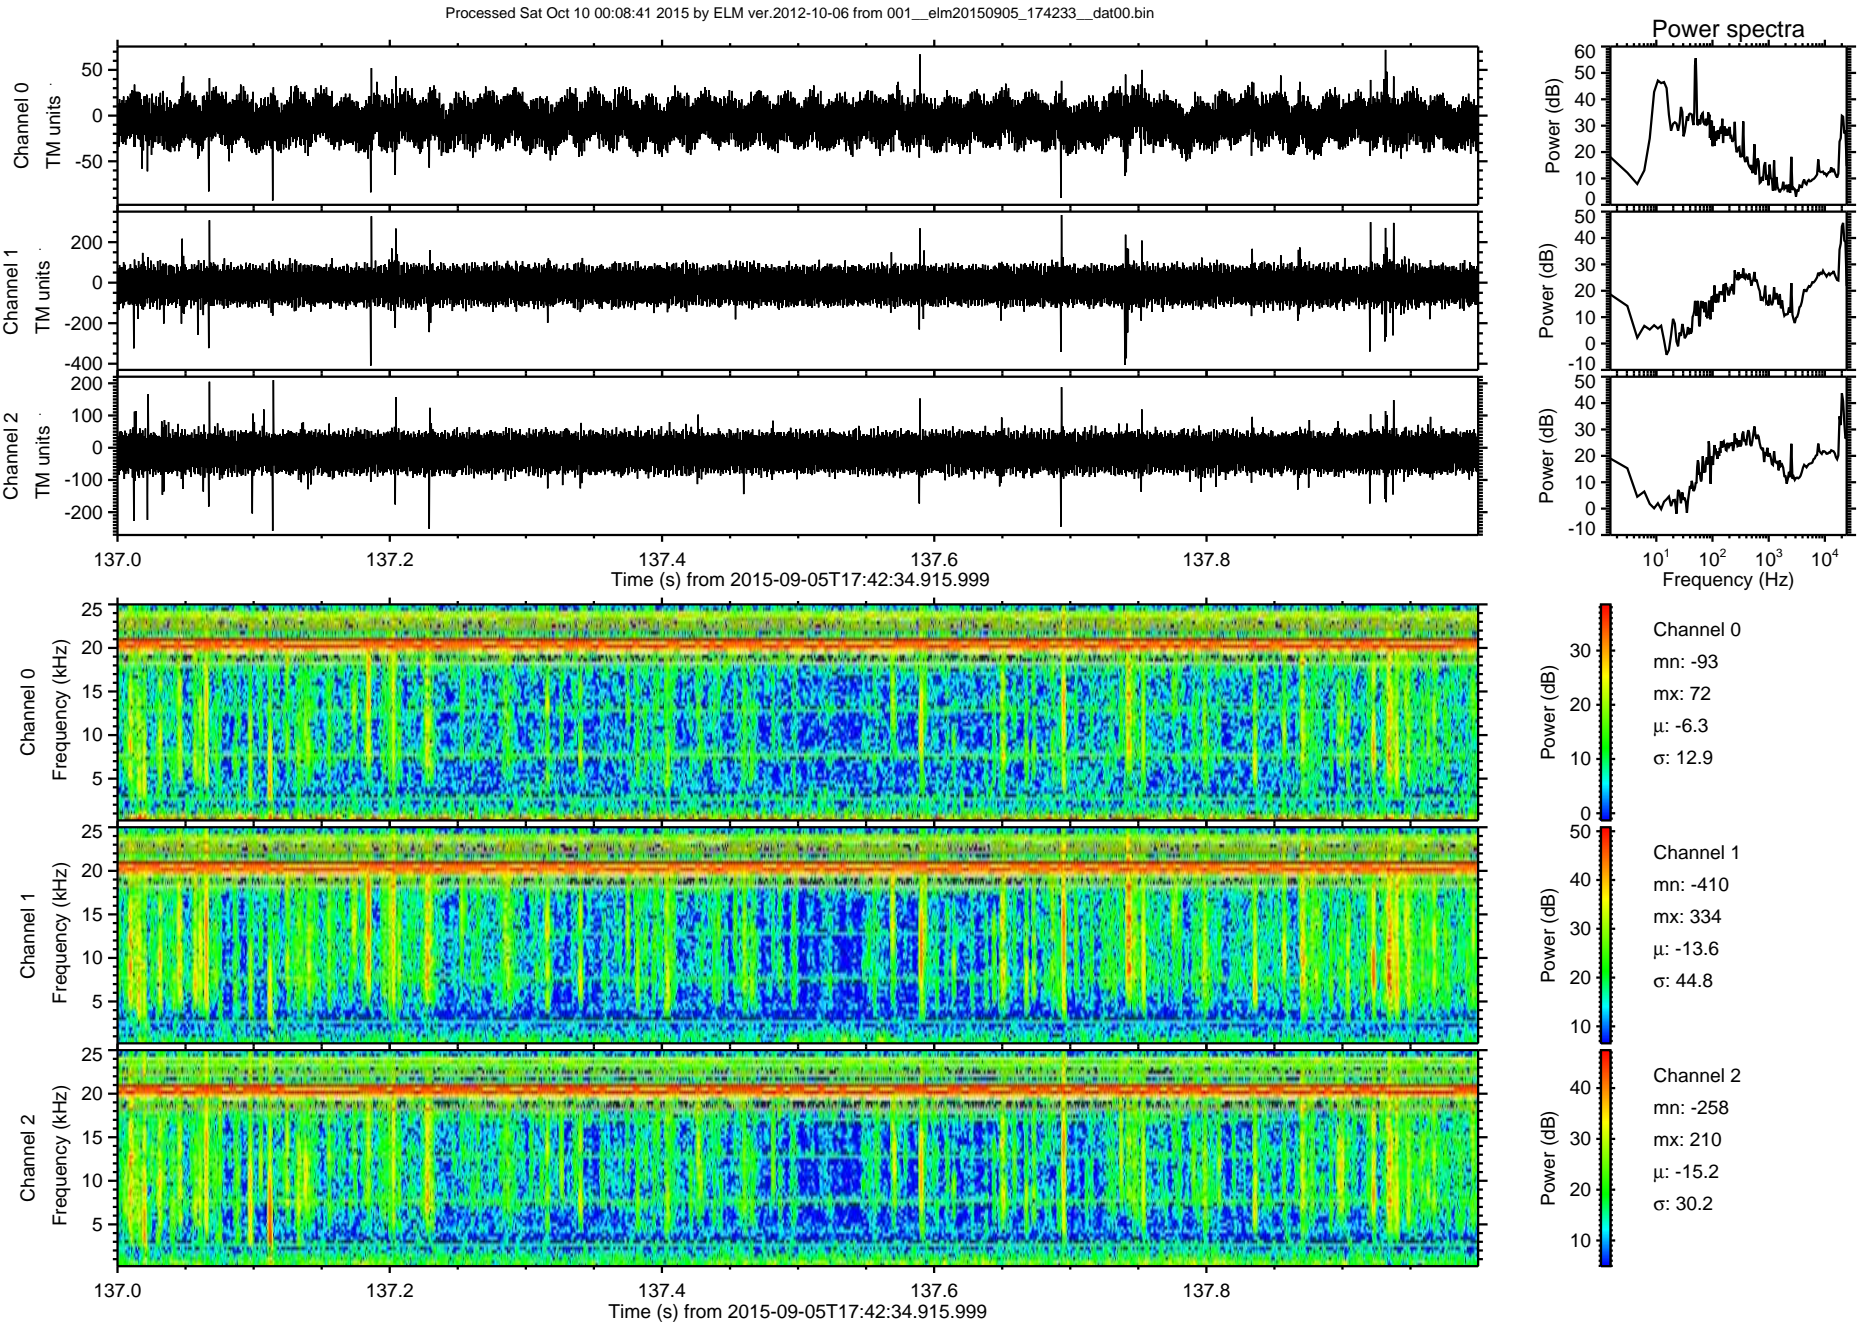 Processed Sat Oct 10 00:08:41 2015 by ELM ver.2012-10-06 from 001__elm20150905_174233__dat00.bin
Power spectra
Channel 0
TM units
50
0
-50
Power (dB)
60
50
40
30
20
10
0
Channel 1
TM units
200
0
-200
-400
Power (dB)
50
40
30
20
10
0
-10
Channel 2
TM units
200
100
0
-100
-200
Power (dB)
50
40
30
20
10
0
-10
137.0 137.2 137.4 137.6 137.8
Time (s) from 2015-09-05T17:42:34.915.999
10^1 10^2 10^3 10^4
Frequency (Hz)
Channel 0
Frequency (kHz)
25
20
15
10
5
Power (dB)
30
20
10
0
Channel 0
mn: -93
mx: 72
μ: -6.3
σ: 12.9
Channel 1
Frequency (kHz)
25
20
15
10
5
Power (dB)
50
40
30
20
10
Channel 1
mn: -410
mx: 334
μ: -13.6
σ: 44.8
Channel 2
Frequency (kHz)
25
20
15
10
5
Power (dB)
40
30
20
10
Channel 2
mn: -258
mx: 210
μ: -15.2
σ: 30.2
137.0 137.2 137.4 137.6 137.8
Time (s) from 2015-09-05T17:42:34.915.999